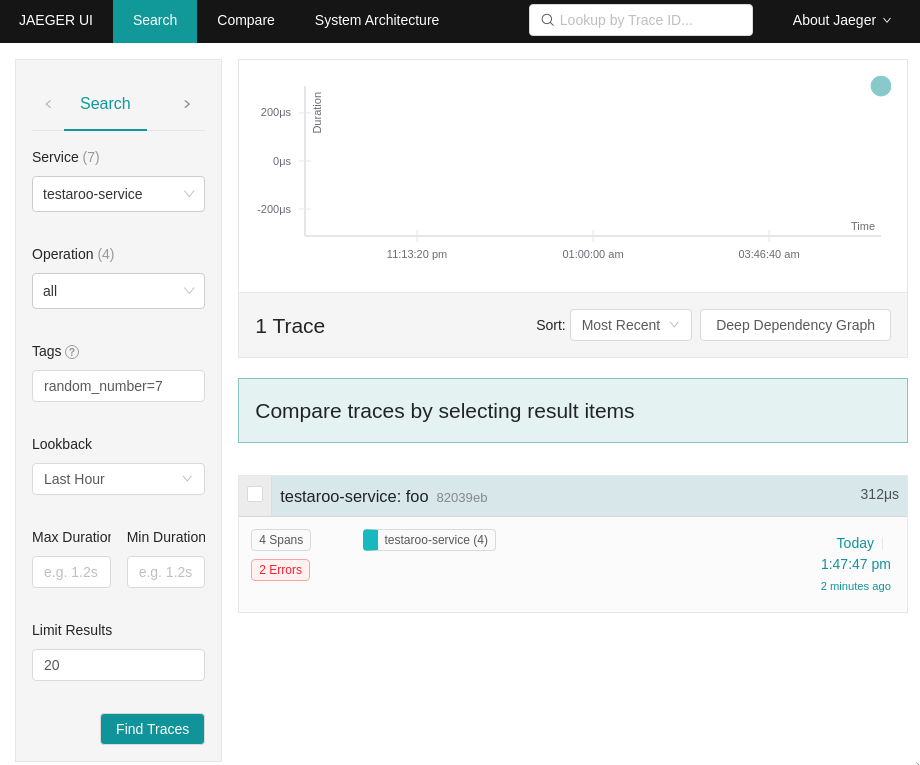 JAEGER UI
Search
Compare
System Architecture
Lookup by Trace ID...
About Jaeger
Search
Service (7)
testaroo-service
Operation (4)
all
Tags ?
random_number=7
Lookback
Last Hour
Max Duration Min Duration
e.g. 1.2s e.g. 1.2s
Limit Results
20
Find Traces
Duration
200μs
0μs
-200μs
Time
11:13:20 pm 01:00:00 am 03:46:40 am
1 Trace
Sort: Most Recent
Deep Dependency Graph
Compare traces by selecting result items
testaroo-service: foo 82039eb
312μs
4 Spans
2 Errors
testaroo-service (4)
Today
1:47:47 pm
2 minutes ago